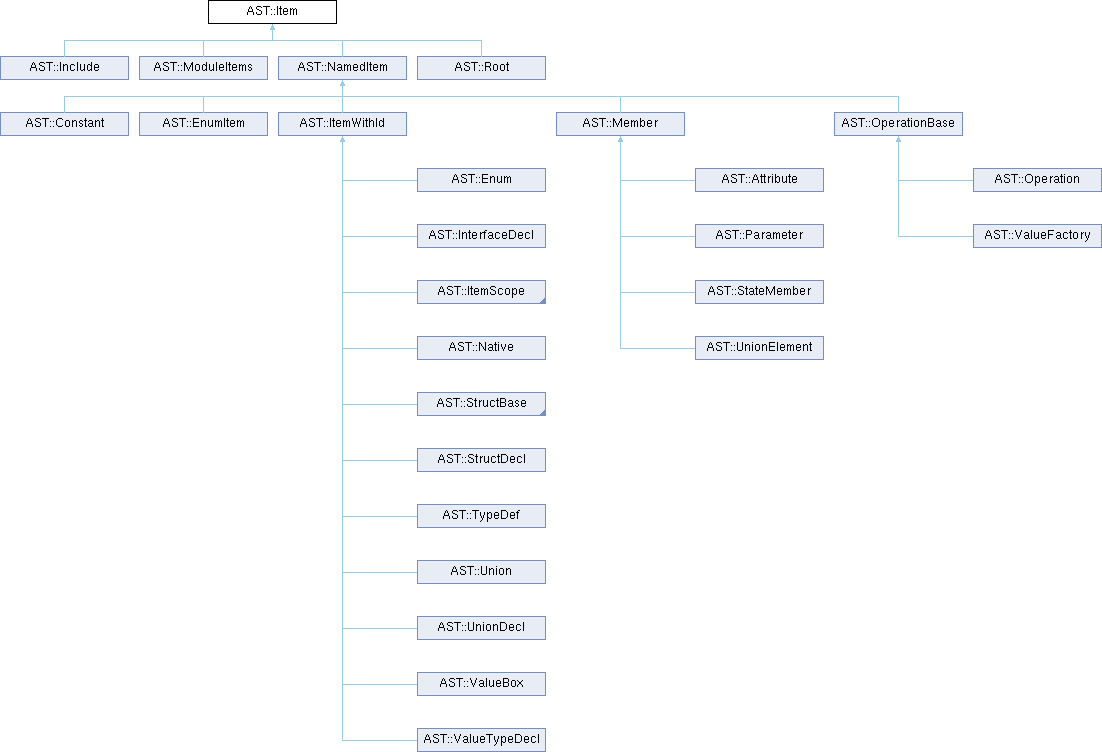 AST::Item
AST::Include
AST::ModuleItems
AST::NamedItem
AST::Root
AST::Constant
AST::EnumItem
AST::ItemWithId
AST::Member
AST::OperationBase
AST::Enum
AST::Attribute
AST::Operation
AST::InterfaceDecl
AST::Parameter
AST::ValueFactory
AST::ItemScope
AST::StateMember
AST::Native
AST::UnionElement
AST::StructBase
AST::StructDecl
AST::TypeDef
AST::Union
AST::UnionDecl
AST::ValueBox
AST::ValueTypeDecl